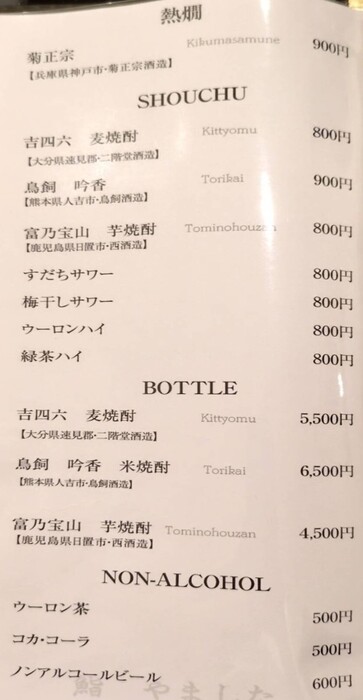 熱燗
菊正宗 Kikumasamune 900円
【兵庫県神戸市・菊正宗酒造】
SHOUCHU
吉四六 麦焼酎 Kittyomu 800円
【大分県速見郡・二階堂酒造】
鳥飼 吟香 Torikai 900円
【熊本県人吉市・鳥飼酒造】
富乃宝山 芋焼酎 Tominohouzan 800円
【鹿児島県日置市・西酒造】
すだちサワー 800円
梅干しサワー 800円
ウーロンハイ 800円
緑茶ハイ 800円
BOTTLE
吉四六 麦焼酎 Kittyomu 5,500円
【大分県速見郡・二階堂酒造】
鳥飼 吟香 米焼酎 Torikai 6,500円
【熊本県人吉市・鳥飼酒造】
富乃宝山 芋焼酎 Tominohouzan 4,500円
【鹿児島県日置市・西酒造】
NON-ALCOHOL
ウーロン茶 500円
コカ・コーラ 500円
ノンアルコールビール 600円
鮨 やました